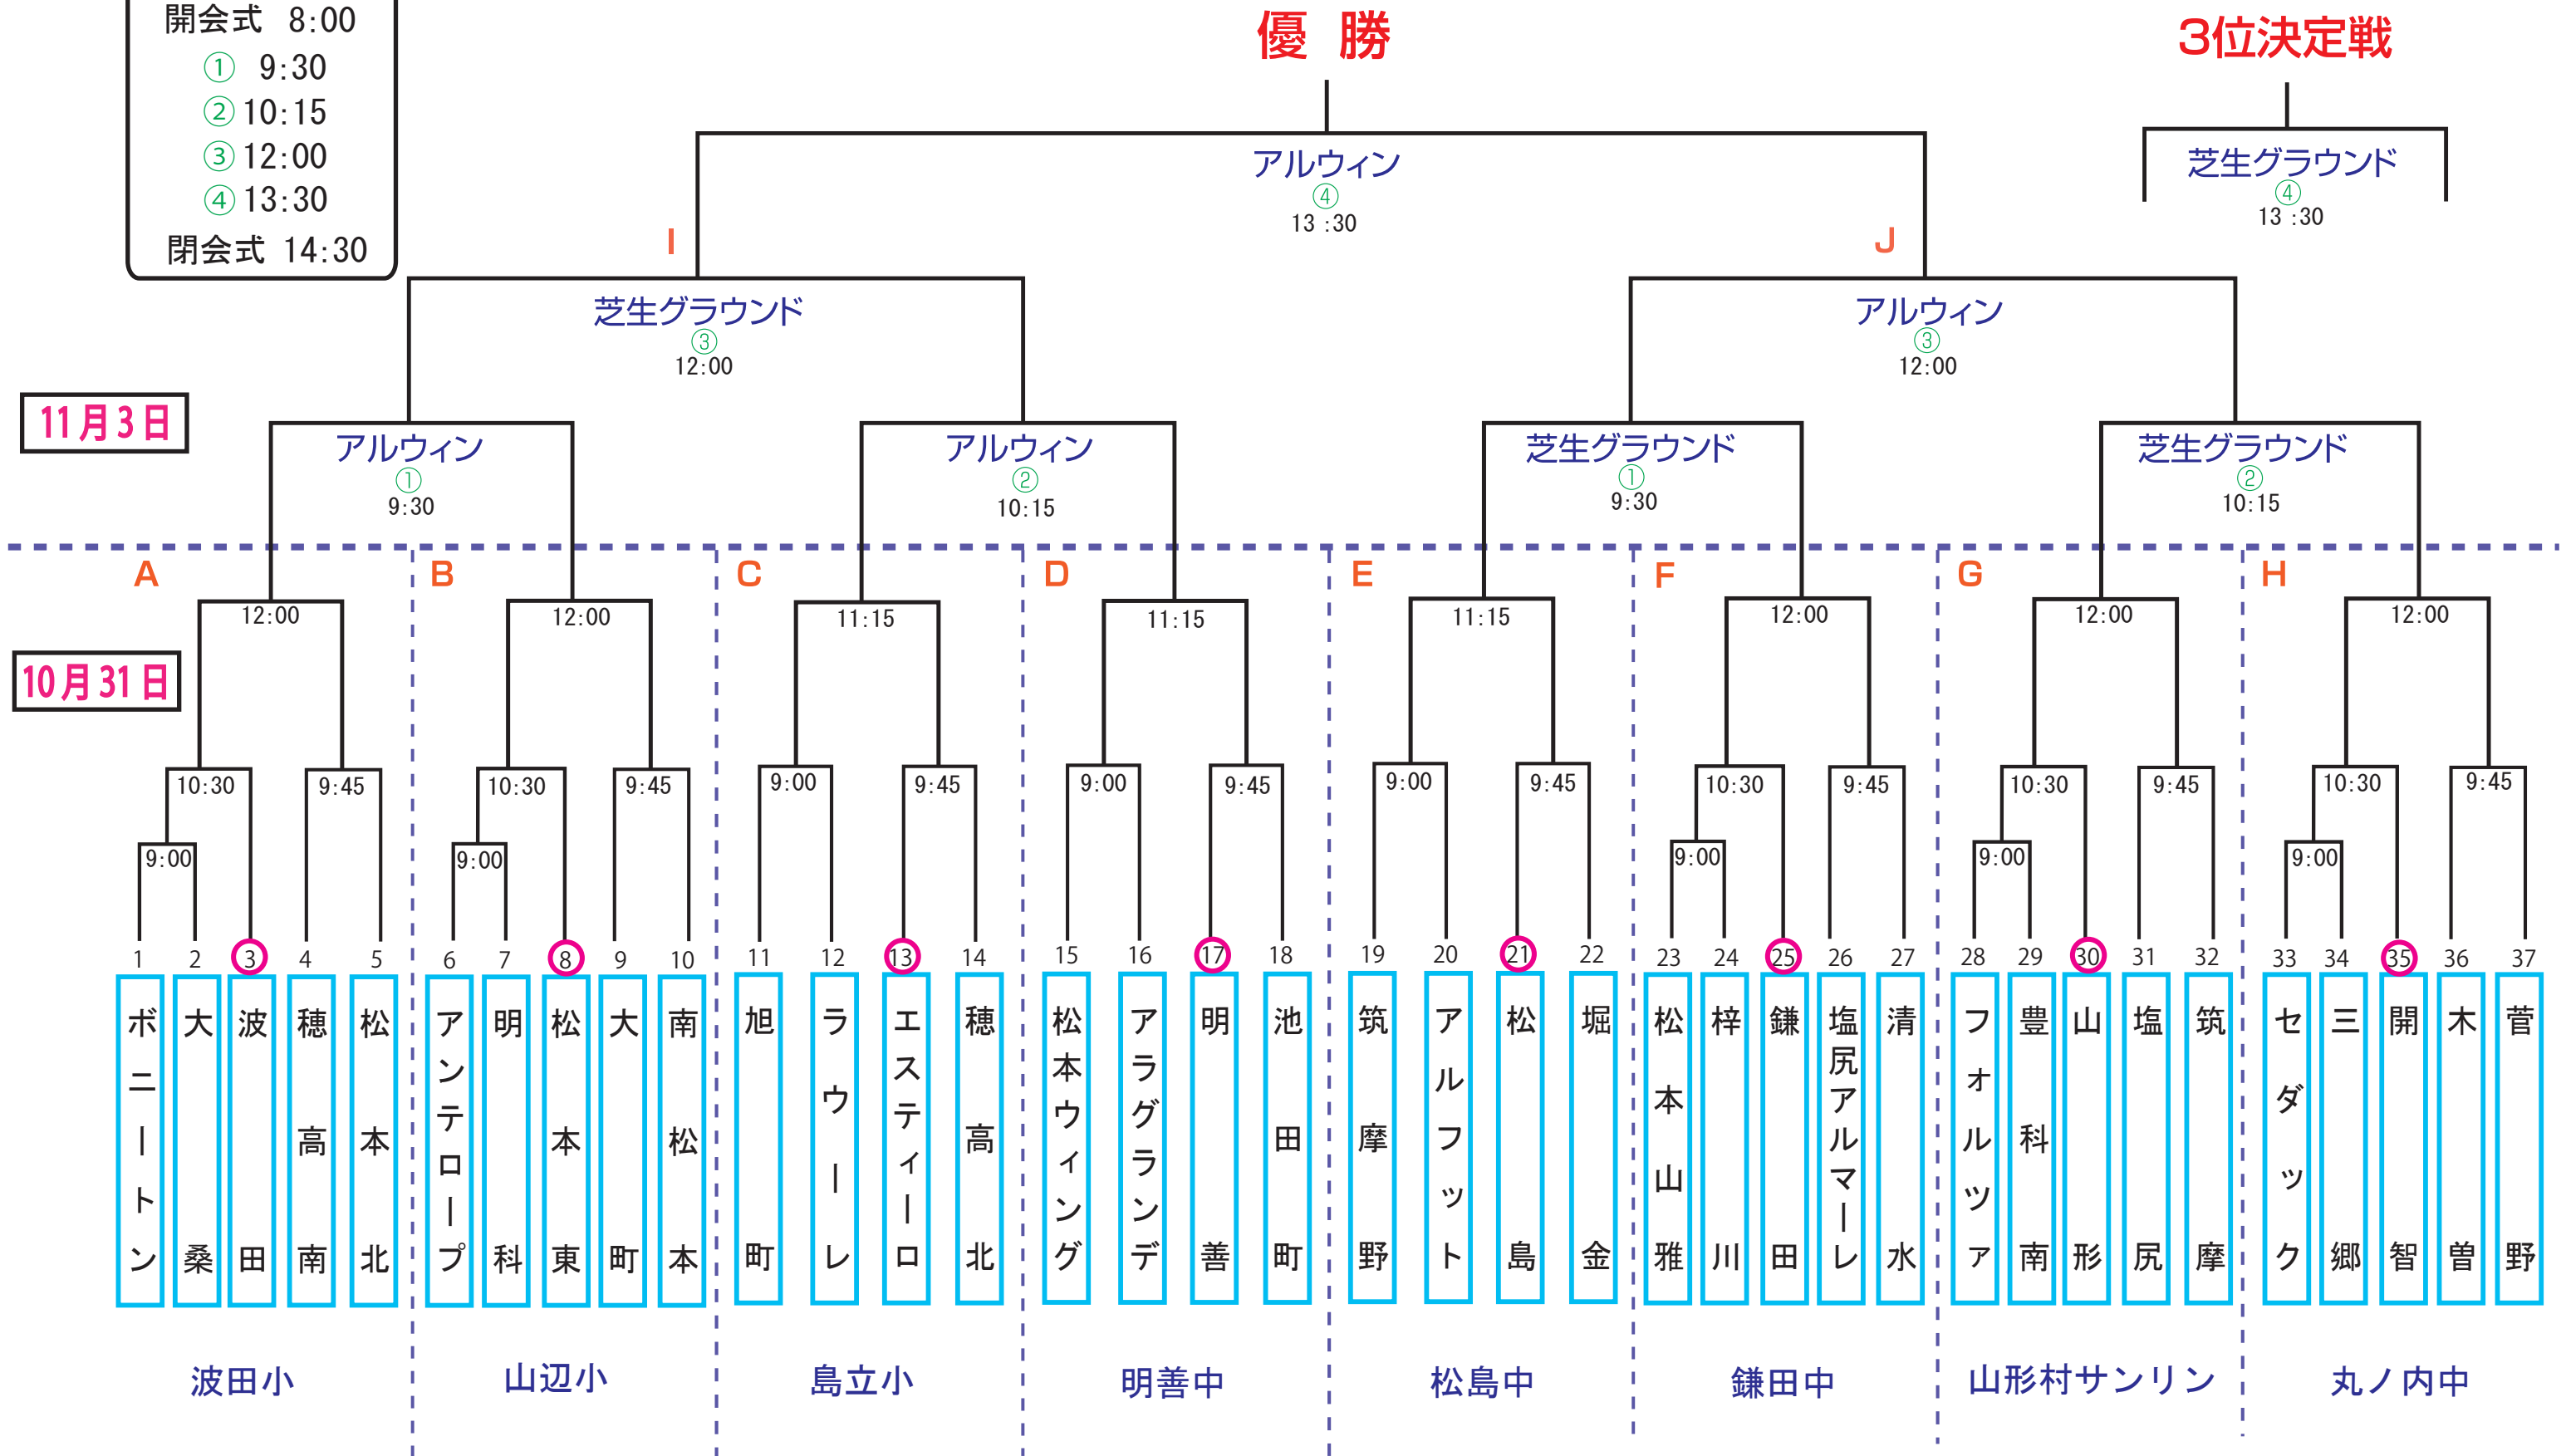 開会式 8:00
① 9:30
② 10:15
③ 12:00
④ 13:30
閉会式 14:30
優 勝
3位決定戦
アルウィン
④
13:30
芝生グラウンド
④
13:30
I
J
芝生グラウンド
③
12:00
アルウィン
③
12:00
11月3日
アルウィン
①
9:30
アルウィン
②
10:15
芝生グラウンド
①
9:30
芝生グラウンド
②
10:15
A B C D E F G H
12:00 12:00 11:15 11:15 11:15 12:00 12:00 12:00
10月31日
10:30 9:45 10:30 9:45 9:00 9:45 9:00 9:45 9:00 9:45 10:30 9:45 10:30 9:45 10:30 9:45
9:00 9:00 9:00 9:00 9:00
1 2 3 4 5 6 7 8 9 10 11 12 13 14 15 16 17 18 19 20 21 22 23 24 25 26 27 28 29 30 31 32 33 34 35 36 37
ボニートン
大桑
波田
穂高南
松本北
アンテロープ
明科
松本東
大町
南松本
旭町
ラウーレ
エスティーロ
穂高北
松本ウィング
アラグランデ
明善
池田町
筑摩野
アルフット
松島
堀金
松本山雅
梓川
鎌田
塩尻アルマーレ
清水
フォルツァ
豊科南
山形
塩尻
筑摩
セダック
三郷
開智
木曽
菅野
波田小
山辺小
島立小
明善中
松島中
鎌田中
山形村サンリン
丸ノ内中